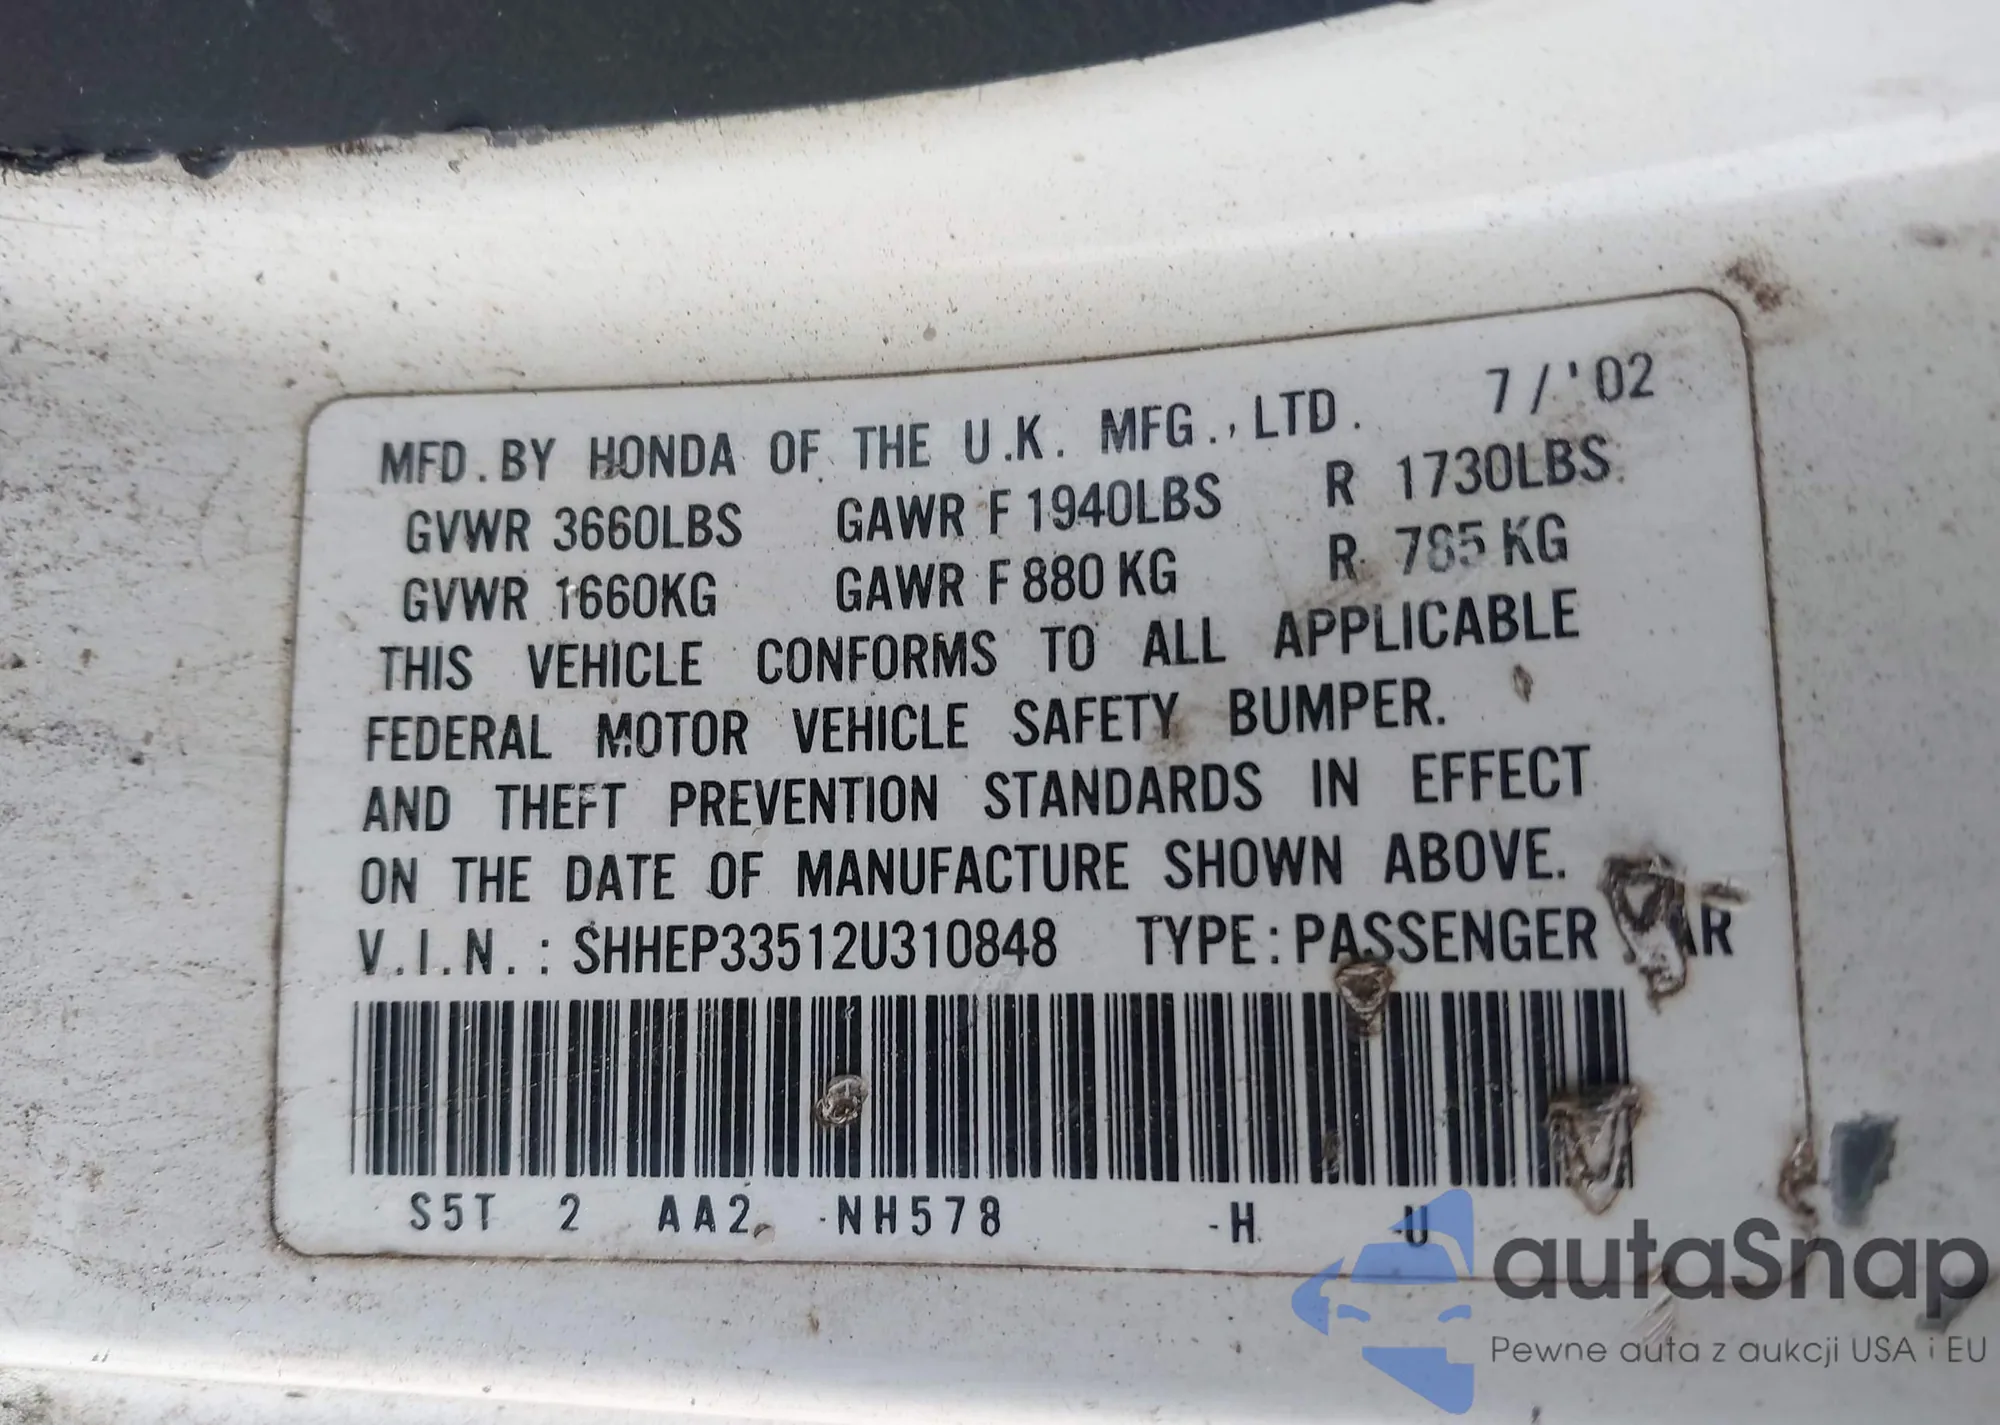 MFD. BY HONDA OF THE U.K. MFG., LTD. 7/'02
GVWR 3660LBS GAWR F 1940LBS R 1730LBS
GVWR 1660KG GAWR F 880 KG R 785 KG
THIS VEHICLE CONFORMS TO ALL APPLICABLE
FEDERAL MOTOR VEHICLE SAFETY BUMPER.
AND THEFT PREVENTION STANDARDS IN EFFECT
ON THE DATE OF MANUFACTURE SHOWN ABOVE.
V.I.N.: SHHEP33512U310848 TYPE: PASSENGER
S5T 2 AA2 -NH578 -H -U
autaSnap
Pewne auta z aukcji USA i EU